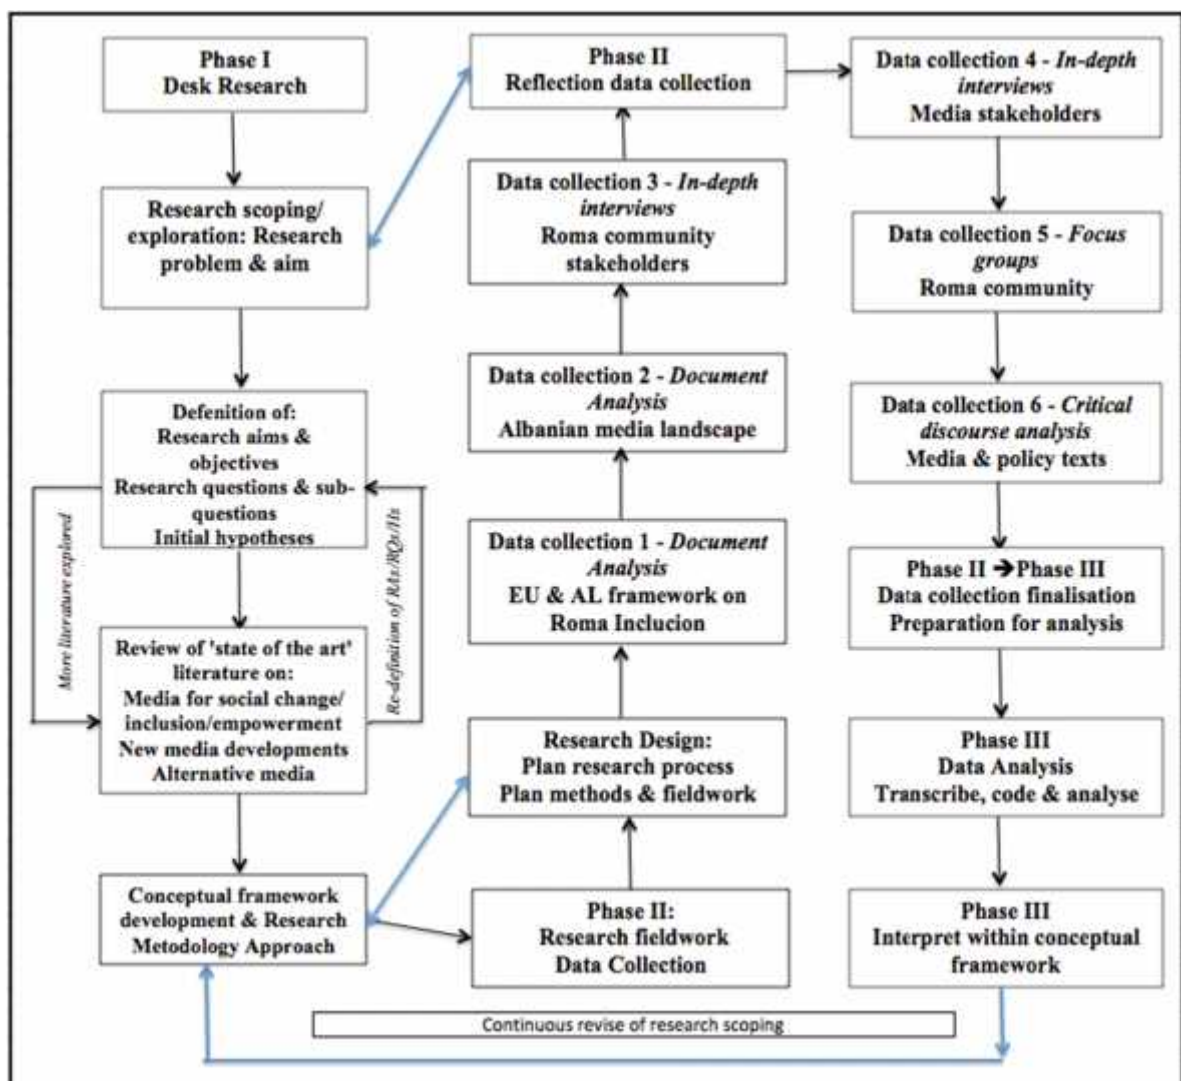 Phase I
Desk Research
Research scoping/
exploration: Research
problem & aim
Defenition of:
Research aims &
objectives
Research questions & sub-
questions
Initial hypotheses
More literature explored
Re-definition of RAs/RQs/Hs
Review of 'state of the art'
literature on:
Media for social change/
inclusion/empowerment
New media developments
Alternative media
Conceptual framework
development & Research
Metodology Approach
Phase II:
Research fieldwork
Data Collection
Research Design:
Plan research process
Plan methods & fieldwork
Data collection 1 - Document
Analysis
EU & AL framework on
Roma Inclucion
Data collection 2 - Document
Analysis
Albanian media landscape
Data collection 3 - In-depth
interviews
Roma community
stakeholders
Phase II
Reflection data collection
Data collection 4 - In-depth
interviews
Media stakeholders
Data collection 5 - Focus
groups
Roma community
Data collection 6 - Critical
discourse analysis
Media & policy texts
Phase II ➔Phase III
Data collection finalisation
Preparation for analysis
Phase III
Data Analysis
Transcribe, code & analyse
Phase III
Interpret within conceptual
framework
Continuous revise of research scoping